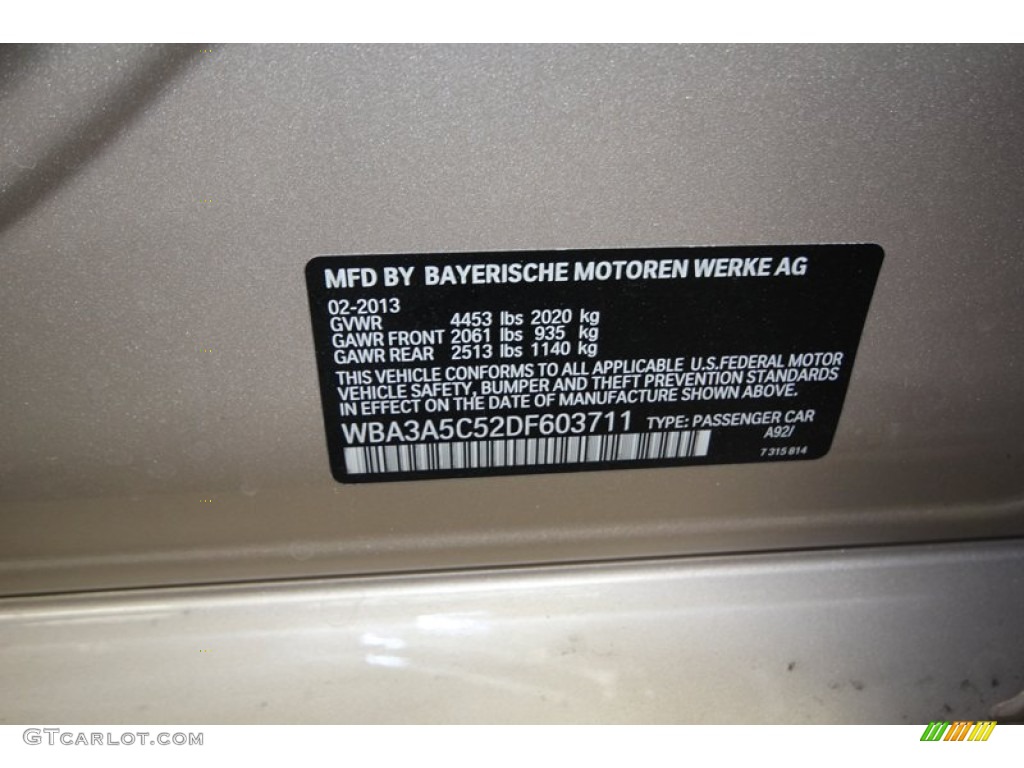 MFD BY BAYERISCHE MOTOREN WERKE AG
02-2013
GVWR 4453 lbs 2020 kg
GAWR FRONT 2061 lbs 935 kg
GAWR REAR 2513 lbs 1140 kg
THIS VEHICLE CONFORMS TO ALL APPLICABLE U.S.FEDERAL MOTOR
VEHICLE SAFETY, BUMPER AND THEFT PREVENTION STANDARDS
IN EFFECT ON THE DATE OF MANUFACTURE SHOWN ABOVE.
WBA3A5C52DF603711 TYPE: PASSENGER CAR
A92/
7 315 814
GTCARLOT.COM